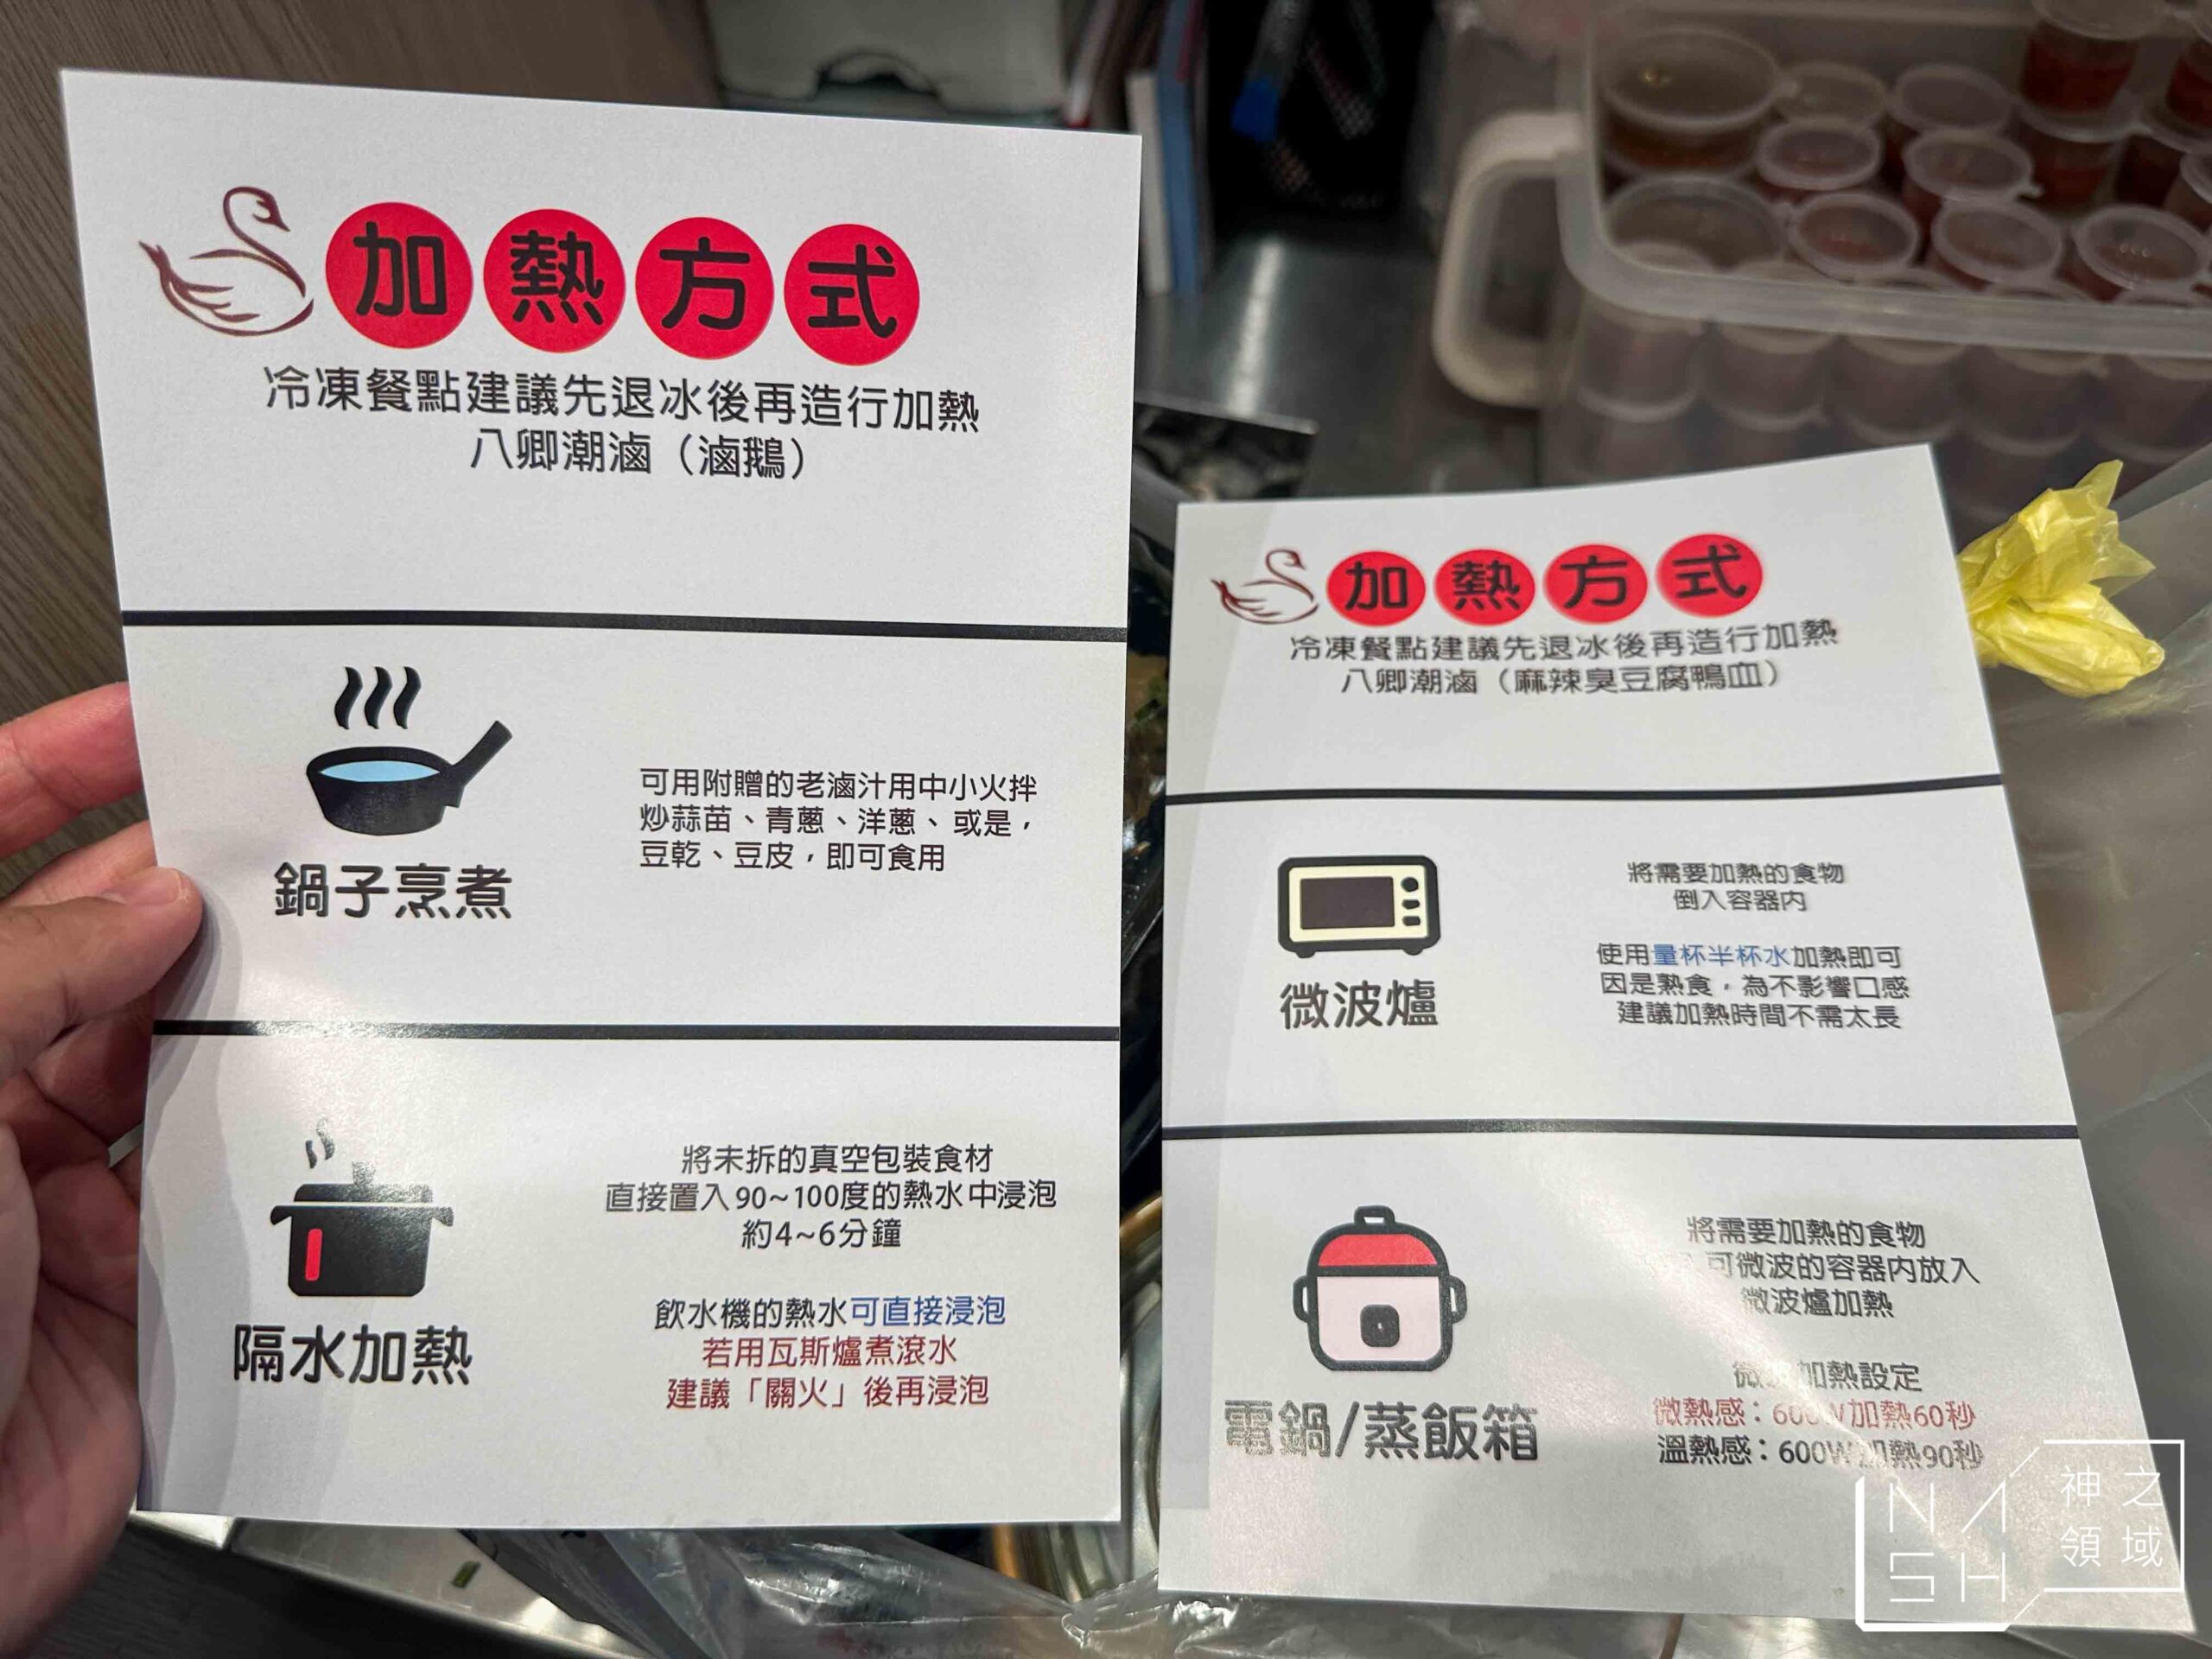 加熱方式
冷凍餐點建議先退冰後再造行加熱
八卿潮滷（滷鵝）
鍋子烹煮
可用附贈的老滷汁用中小火拌
炒蒜苗、青蔥、洋蔥、或是，
豆乾、豆皮，即可食用
隔水加熱
將未拆的真空包裝食材
直接置入90~100度的熱水中浸泡
約4~6分鐘
飲水機的熱水可直接浸泡
若用瓦斯爐煮滾水
建議「關火」後再浸泡
加熱方式
冷凍餐點建議先退冰後再造行加熱
八卿潮滷（麻辣臭豆腐鴨血）
微波爐
將需要加熱的食物
倒入容器內
使用量杯半杯水加熱即可
因是熟食，為不影響口感
建議加熱時間不需太長
電鍋/蒸飯箱
將需要加熱的食物
可微波的容器內放入
微波爐加熱
微波加熱設定
微熱感：600W加熱60秒
溫熱感：600W加熱90秒
NASH
神之
領域